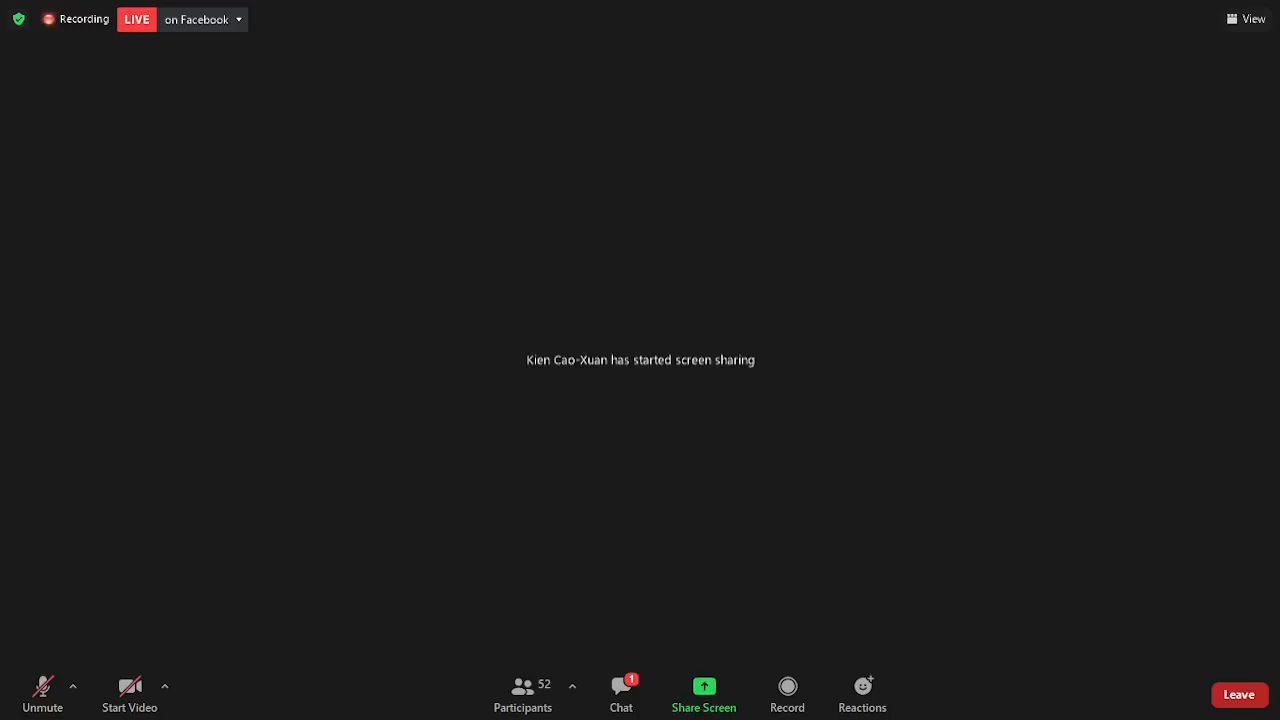 Recording LIVE on Facebook View
Kien Cao-Xuan has started screen sharing
52 1
Unmute Start Video Participants Chat Share Screen Record Reactions Leave